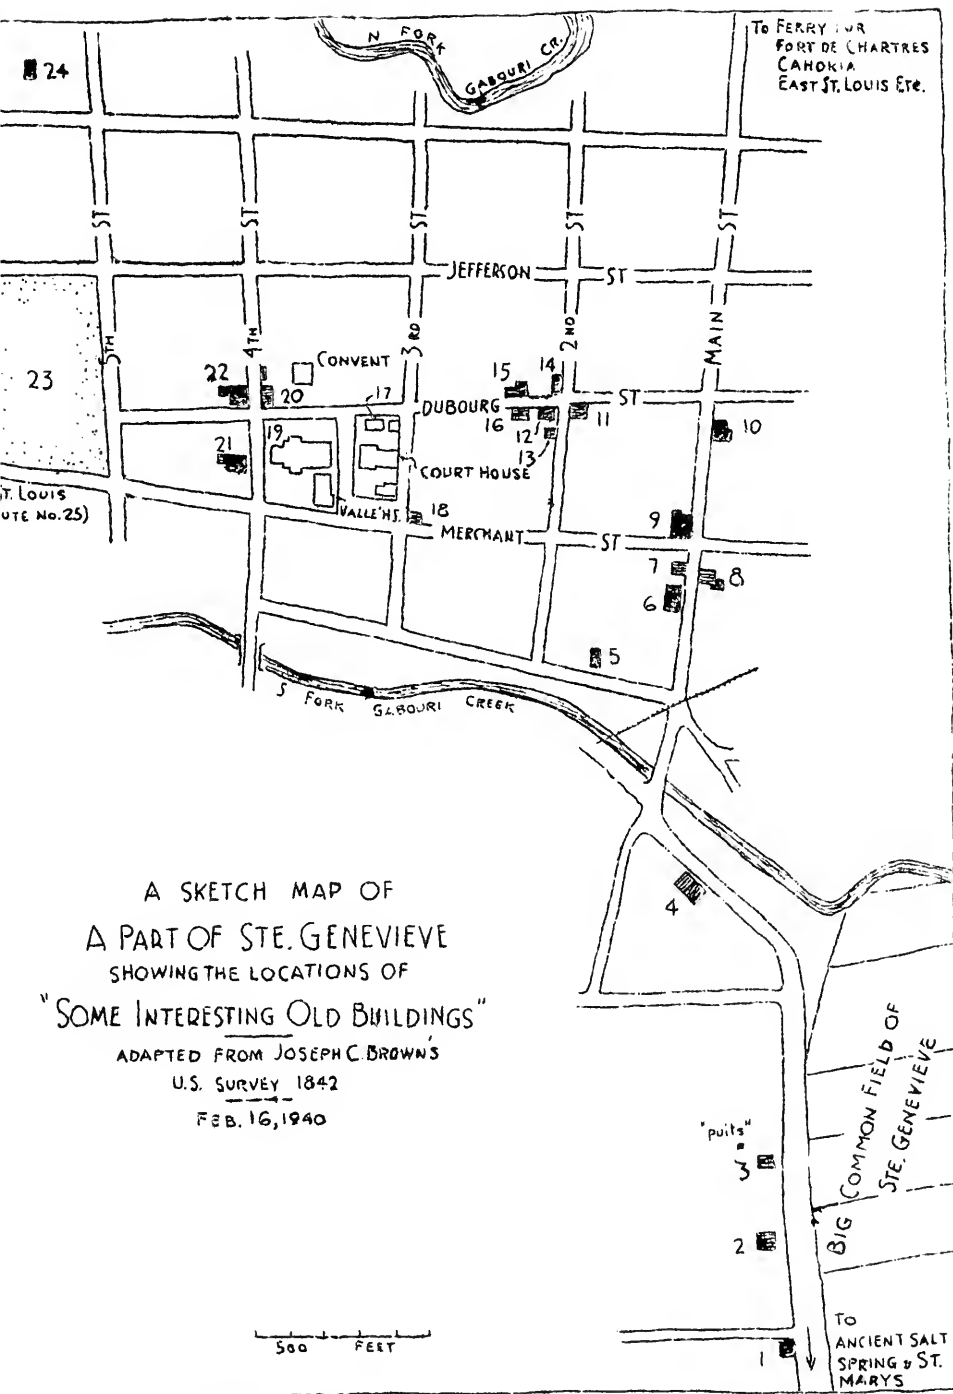 N FORK
GABOURI CR.
TO FERRY FOR
FORT DE CHARTRES
CAHOKIA
EAST ST. LOUIS ETC.
24
ST
ST
ST
ST
ST
JEFFERSON ST
5TH
4TH
3RD
2ND
MAIN
23
CONVENT
22
20
17
15
14
DUBOURG ST
16
12
11
10
13
21
19
COURT HOUSE
T. LOUIS
UTE NO. 25)
VALLE' HS.
18
MERCHANT ST
9
7
8
6
5
S FORK GABOURI CREEK
4
A SKETCH MAP OF
A PART OF STE. GENEVIEVE
SHOWING THE LOCATIONS OF
"SOME INTERESTING OLD BUILDINGS"
ADAPTED FROM JOSEPH C. BROWN'S
U.S. SURVEY 1842
FEB. 16, 1940
"puits"
3
2
BIG COMMON FIELD OF
STE. GENEVIEVE
500 FEET
1
TO
ANCIENT SALT
SPRING & ST.
MARYS